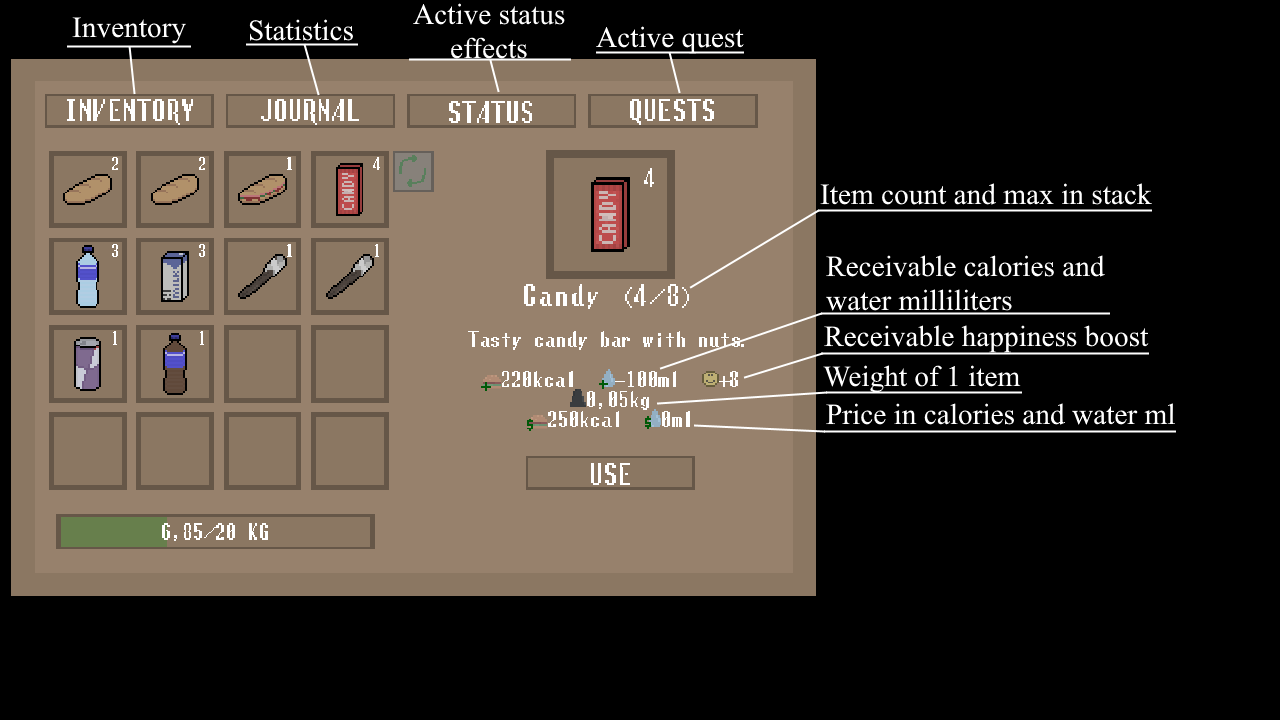 Inventory
Statistics
Active status
effects
Active quest
INVENTORY
JOURNAL
STATUS
QUESTS
2
2
1
4
CANDY
4
CANDY
Item count and max in stack
3
3
1
1
Receivable calories and
water milliliters
Candy (4/8)
1
1
Tasty candy bar with nuts.
Receivable happiness boost
220kcal
-100ml
+8
Weight of 1 item
0,05kg
Price in calories and water ml
250kcal
0ml
USE
6,85/20 KG